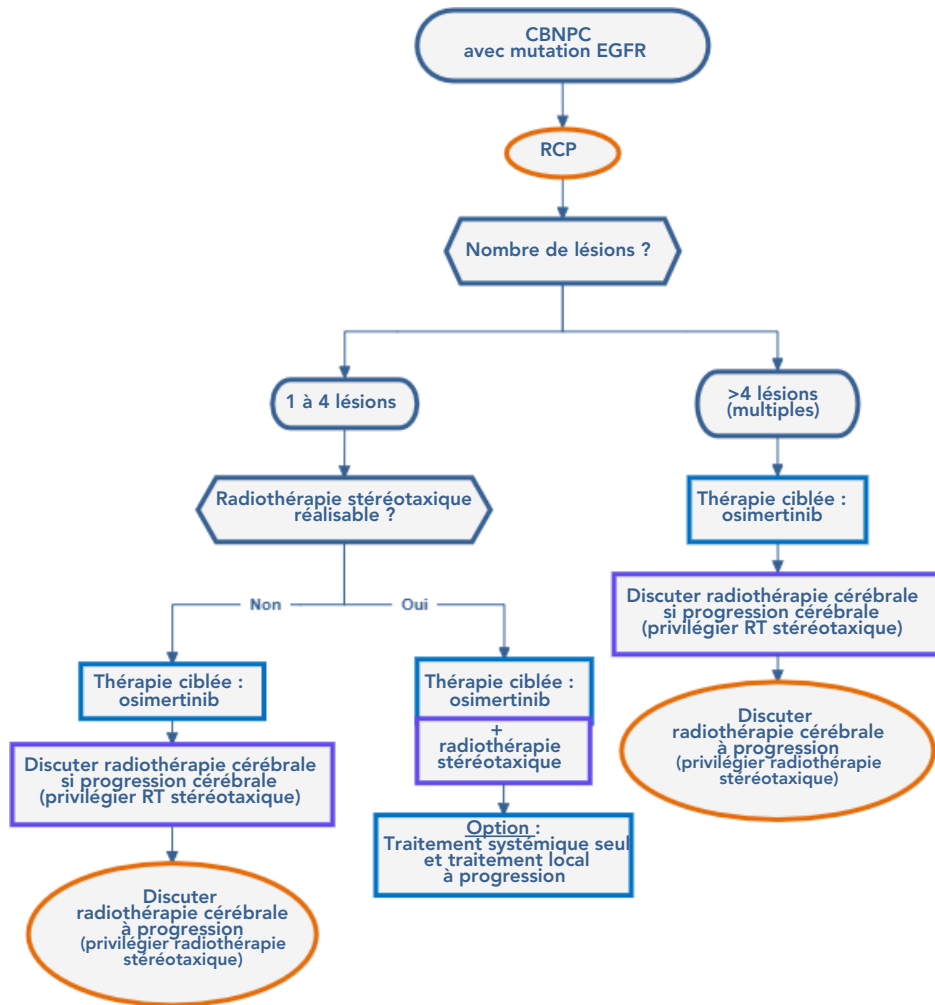 CBNPC
avec mutation EGFR
RCP
Nombre de lésions ?
1 à 4 lésions
>4 lésions
(multiples)
Radiothérapie stéréotaxique
réalisable ?
Thérapie ciblée :
osimertinib
Discuter radiothérapie cérébrale
si progression cérébrale
(privilégier RT stéréotaxique)
Discuter
radiothérapie cérébrale
à progression
(privilégier radiothérapie
stéréotaxique)
Non
Oui
Thérapie ciblée :
osimertinib
Discuter radiothérapie cérébrale
si progression cérébrale
(privilégier RT stéréotaxique)
Discuter
radiothérapie cérébrale
à progression
(privilégier radiothérapie
stéréotaxique)
Thérapie ciblée :
osimertinib
+
radiothérapie
stéréotaxique
Option :
Traitement systémique seul
et traitement local
à progression